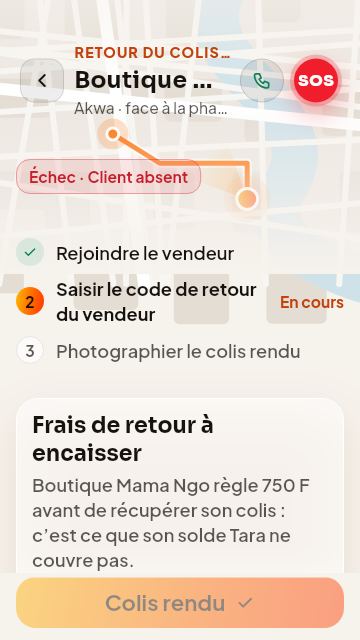 RETOUR DU COLIS…
Boutique ...
Akwa · face à la pha…
SOS
Échec · Client absent
Rejoindre le vendeur
2
Saisir le code de retour
du vendeur
En cours
3
Photographier le colis rendu
Frais de retour à
encaisser
Boutique Mama Ngo règle 750 F
avant de récupérer son colis :
c’est ce que son solde Tara ne
couvre pas.
Colis rendu